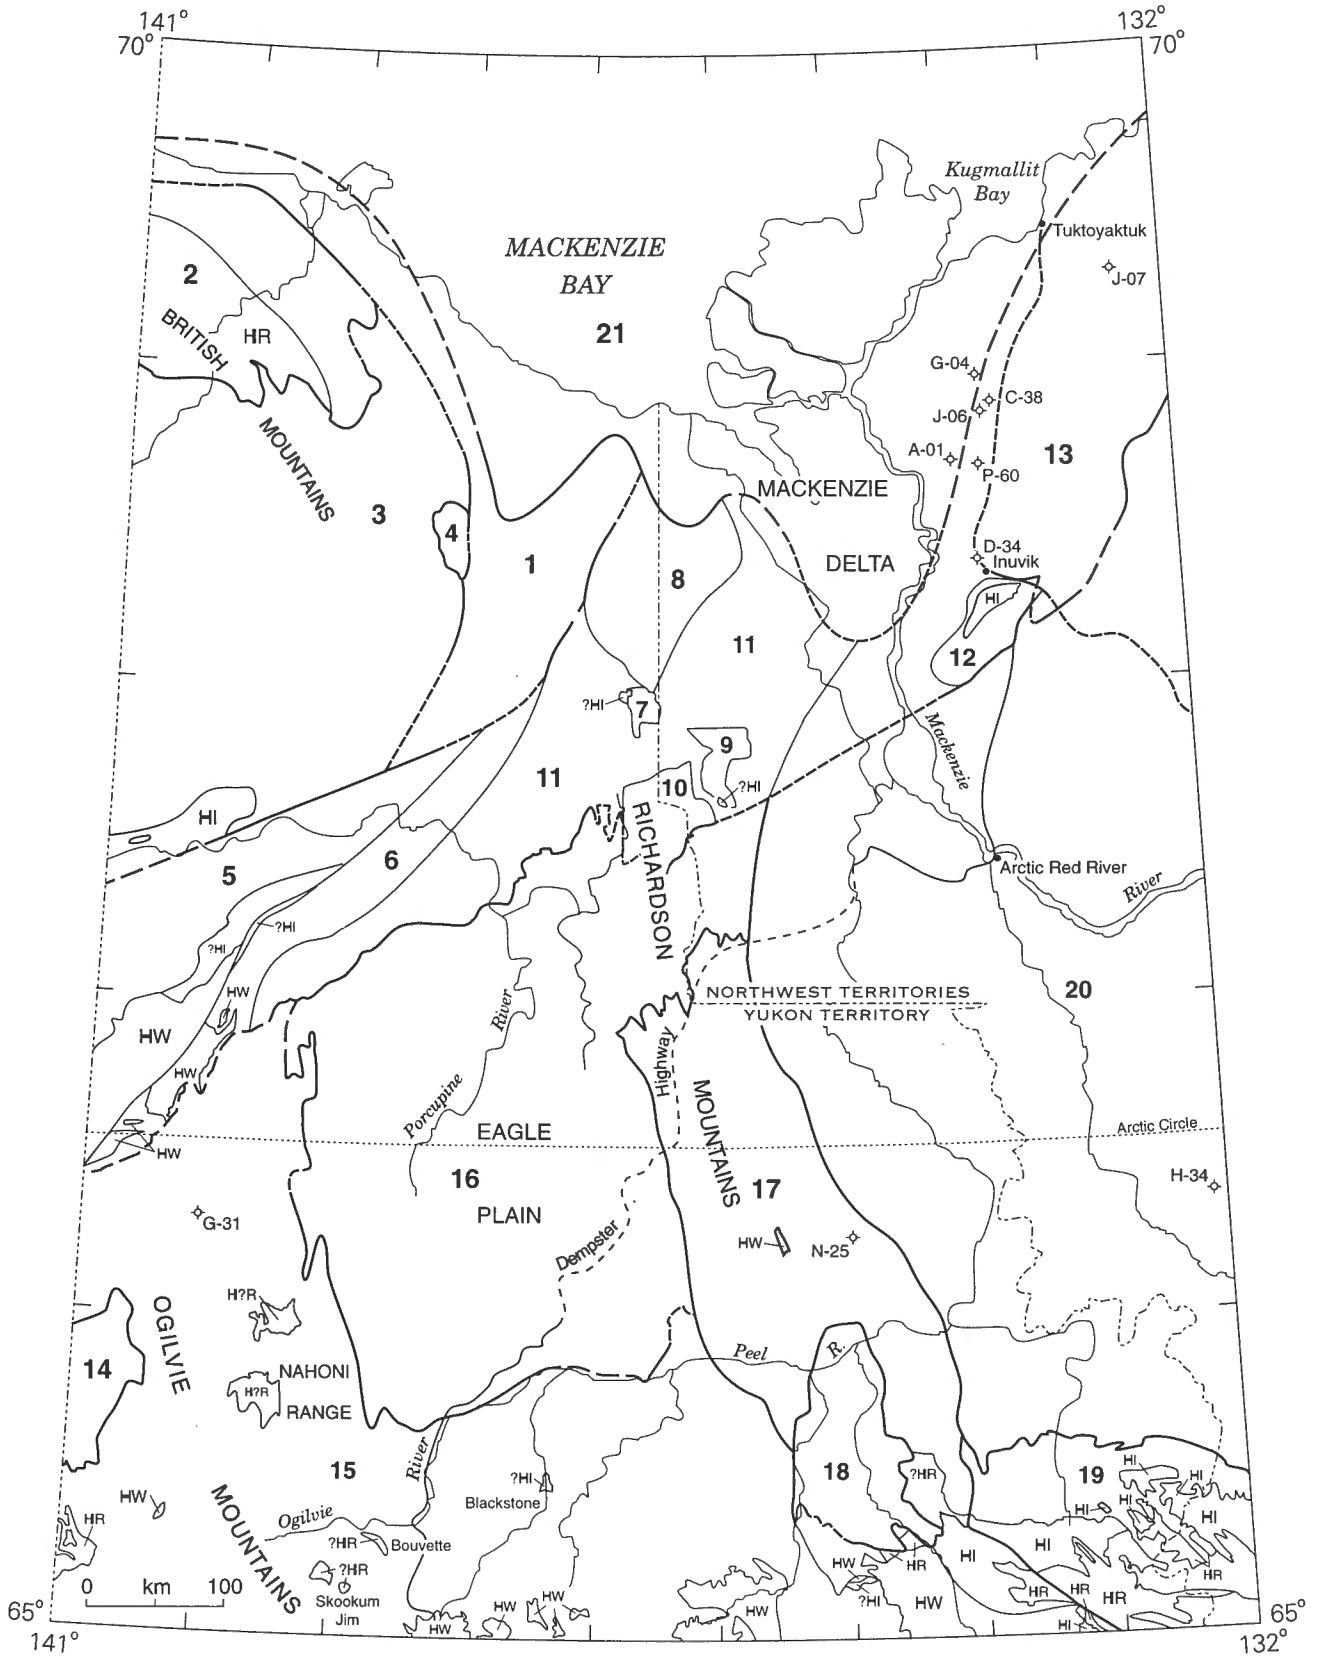 141°
132°
70°
70°
Kugmallit
Bay
Tuktoyaktuk
MACKENZIE
BAY
21
2
J-07
BRITISH
HR
G-04
C-38
J-06
MOUNTAINS
A-01
13
P-60
MACKENZIE
3
4
D-34
Inuvik
1
8
DELTA
HI
11
12
?HI
7
Mackenzie
9
11
10
?HI
HI
RICHARDSON
6
5
Arctic Red River
River
?HI
?HI
HW
NORTHWEST TERRITORIES
20
River
YUKON TERRITORY
HW
Highway
HW
Porcupine
MOUNTAINS
EAGLE
Arctic Circle
HW
16
17
H-34
G-31
PLAIN
HW
N-25
Dempster
H?R
OGILVIE
Peel
R.
14
NAHONI
H?R
RANGE
15
River
18
?HR
19
HI
HI
?HI
HW
Blackstone
HI
HI
HR
Ogilvie
HI
MOUNTAINS
?HR
Bouvette
HI
HI
HW
HR
?HR
HR
0 km 100
Skookum
Jim
HR
HR
HR
?HI
HW
HW
HW
HW
HW
HI
65°
65°
141°
132°